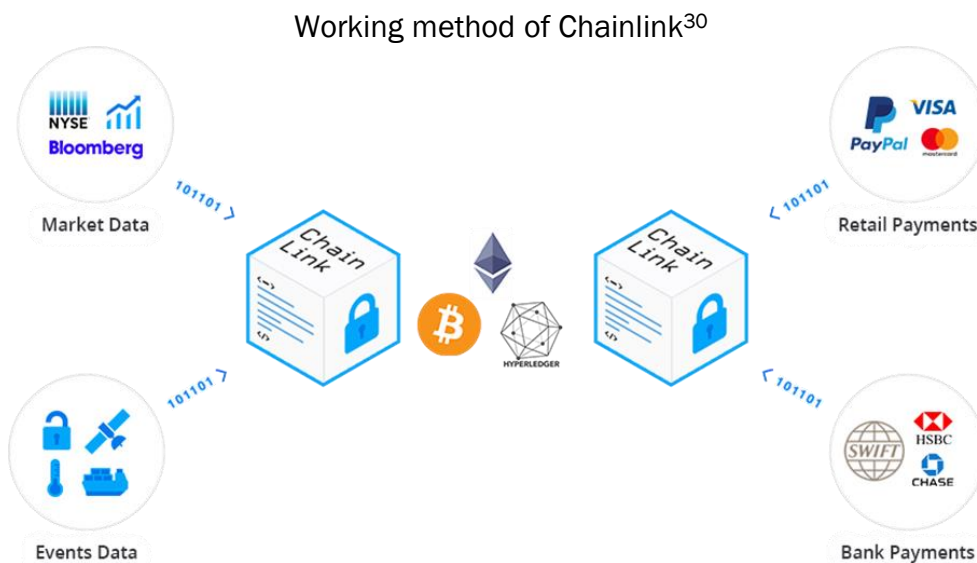 Working method of Chainlink³⁰
NYSE
Bloomberg
101101
Market Data
PayPal
VISA
mastercard
101101
Retail Payments
Chain
Link
<->
</>
HYPERLEDGER
Chain
Link
<->
</>
101101
Events Data
101101
SWIFT
HSBC
CHASE
Bank Payments